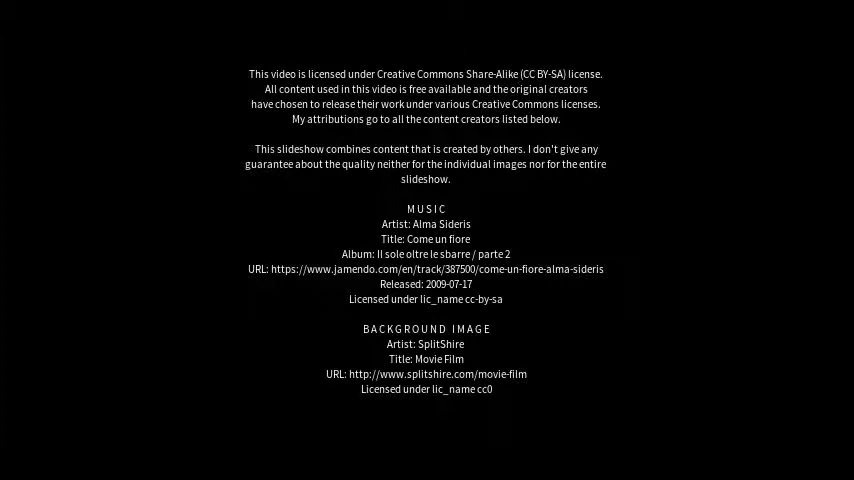 This video is licensed under Creative Commons Share-Alike (CC BY-SA) license.
All content used in this video is free available and the original creators
have chosen to release their work under various Creative Commons licenses.
My attributions go to all the content creators listed below.
This slideshow combines content that is created by others. I don't give any
guarantee about the quality neither for the individual images nor for the entire
slideshow.
MUSIC
Artist: Alma Sideris
Title: Come un fiore
Album: Il sole oltre le sbarre / parte 2
URL: https://www.jamendo.com/en/track/387500/come-un-fiore-alma-sideris
Released: 2009-07-17
Licensed under lic_name cc-by-sa
BACKGROUND IMAGE
Artist: SplitShire
Title: Movie Film
URL: http://www.splitshire.com/movie-film
Licensed under lic_name cc0